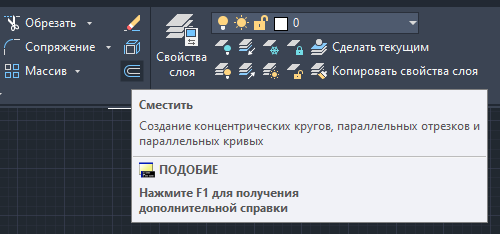 Обрезать
Сопряжение
Массив
Свойства
слоя
0
Сделать текущим
Копировать свойства слоя
Сместить
Создание концентрических кругов, параллельных отрезков и
параллельных кривых
ПОДОБИЕ
Нажмите F1 для получения
дополнительной справки